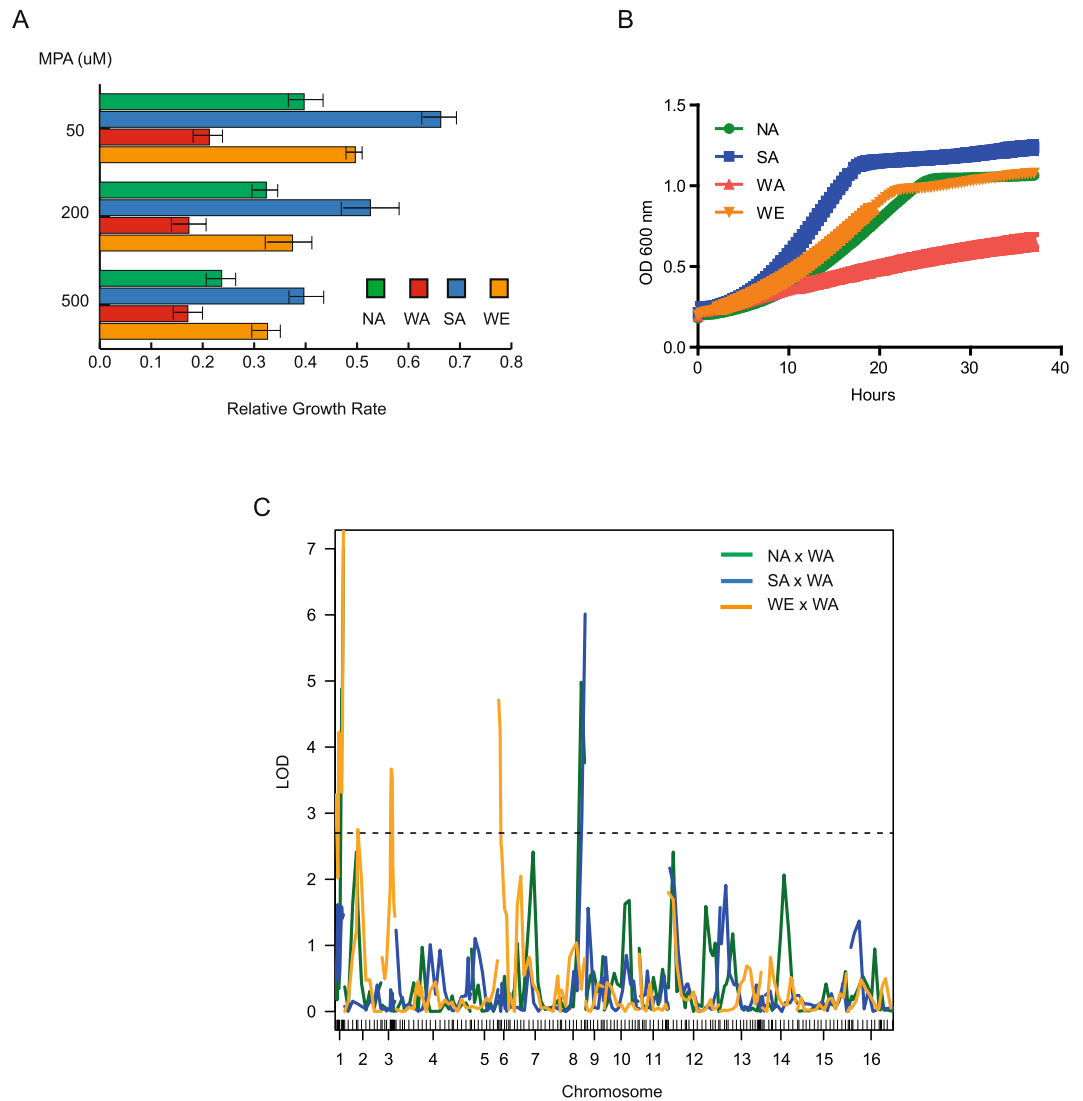 A
MPA (uM)
50
200
500
NA WA SA WE
0.0 0.1 0.2 0.3 0.4 0.5 0.6 0.7 0.8
Relative Growth Rate
B
1.5
1.0
0.5
0.0
OD 600 nm
NA
SA
WA
WE
0 10 20 30 40
Hours
C
7
6
5
4
3
2
1
0
LOD
NA x WA
SA x WA
WE x WA
1 2 3 4 5 6 7 8 9 10 11 12 13 14 15 16
Chromosome